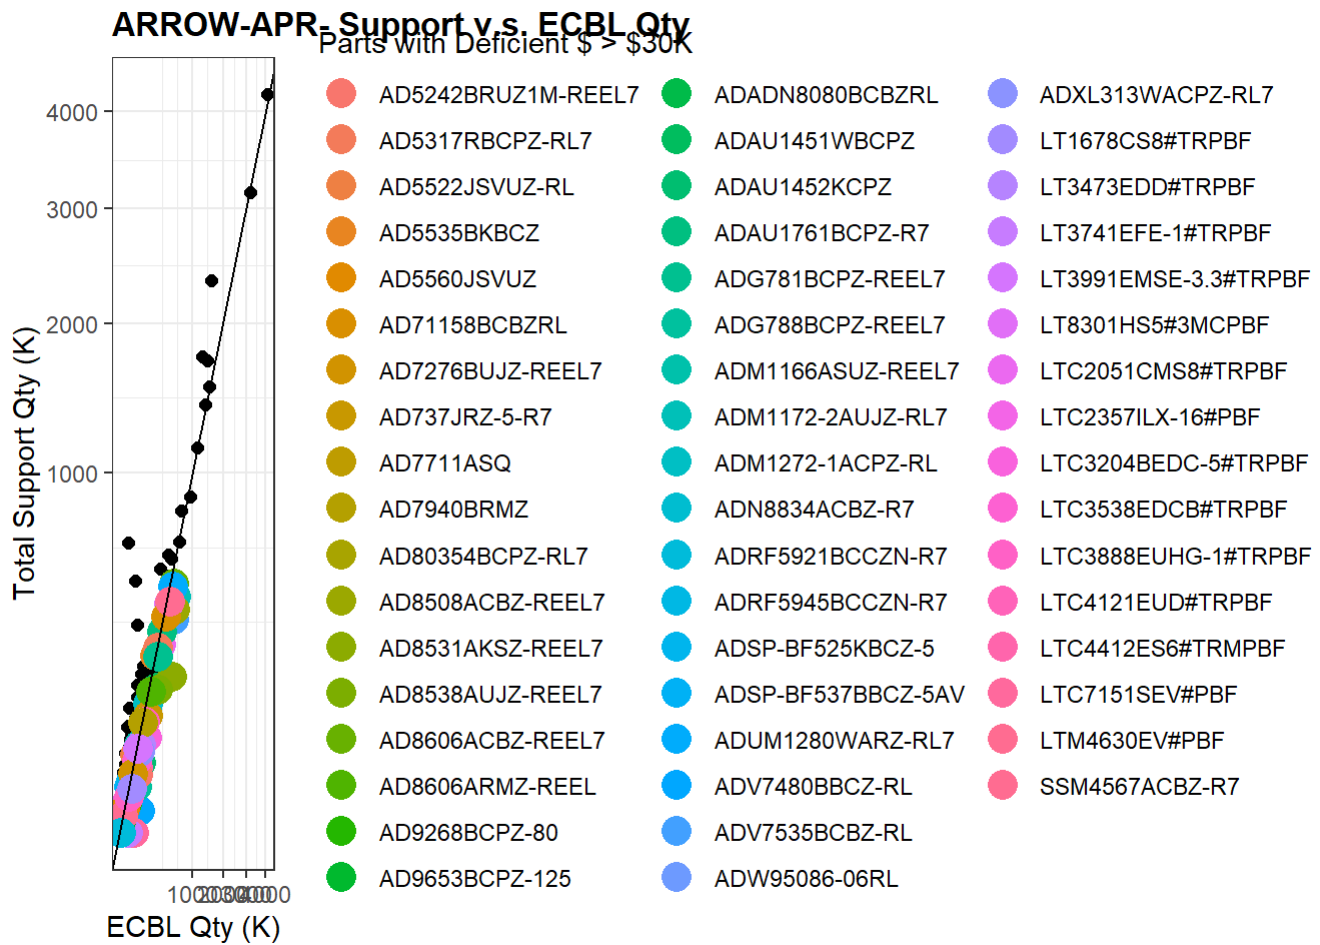 ARROW-APR- Support v.s. ECBL Qty
Parts with Deficient $ > $30K
Total Support Qty (K)
4000
3000
2000
1000
1000
2000
3000
4000
ECBL Qty (K)
AD5242BRUZ1M-REEL7
AD5317RBCPZ-RL7
AD5522JSVUZ-RL
AD5535BKBCZ
AD5560JSVUZ
AD71158BCBZRL
AD7276BUJZ-REEL7
AD737JRZ-5-R7
AD7711ASQ
AD7940BRMZ
AD80354BCPZ-RL7
AD8508ACBZ-REEL7
AD8531AKSZ-REEL7
AD8538AUJZ-REEL7
AD8606ACBZ-REEL7
AD8606ARMZ-REEL
AD9268BCPZ-80
AD9653BCPZ-125
ADADN8080BCBZRL
ADAU1451WBCPZ
ADAU1452KCPZ
ADAU1761BCPZ-R7
ADG781BCPZ-REEL7
ADG788BCPZ-REEL7
ADM1166ASUZ-REEL7
ADM1172-2AUJZ-RL7
ADM1272-1ACPZ-RL
ADN8834ACBZ-R7
ADRF5921BCCZN-R7
ADRF5945BCCZN-R7
ADSP-BF525KBCZ-5
ADSP-BF537BBCZ-5AV
ADUM1280WARZ-RL7
ADV7480BBCZ-RL
ADV7535BCBZ-RL
ADW95086-06RL
ADXL313WACPZ-RL7
LT1678CS8#TRPBF
LT3473EDD#TRPBF
LT3741EFE-1#TRPBF
LT3991EMSE-3.3#TRPBF
LT8301HS5#3MCPBF
LTC2051CMS8#TRPBF
LTC2357ILX-16#PBF
LTC3204BEDC-5#TRPBF
LTC3538EDCB#TRPBF
LTC3888EUHG-1#TRPBF
LTC4121EUD#TRPBF
LTC4412ES6#TRMPBF
LTC7151SEV#PBF
LTM4630EV#PBF
SSM4567ACBZ-R7